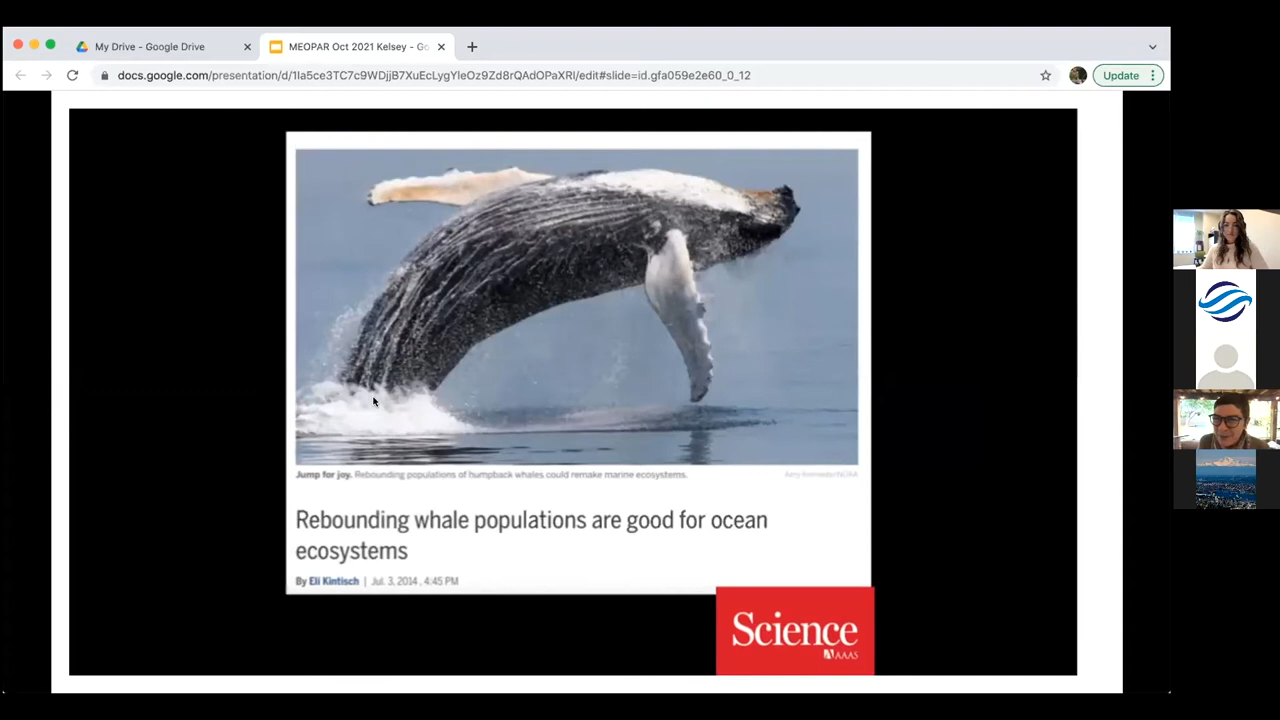 My Drive - Google Drive
MEOPAR Oct 2021 Kelsey - Go
docs.google.com/presentation/d/1Ia5ce3TC7c9WDjjB7XuEcLygYleOz9Zd8rQAdOPaXRI/edit#slide=id.gfa059e2e60_0_12
Update
Jump for joy. Rebounding populations of humpback whales could remake marine ecosystems.
Rebounding whale populations are good for ocean
ecosystems
By Eli Kintisch | Jul. 3, 2014 , 4:45 PM
Science
AAAS